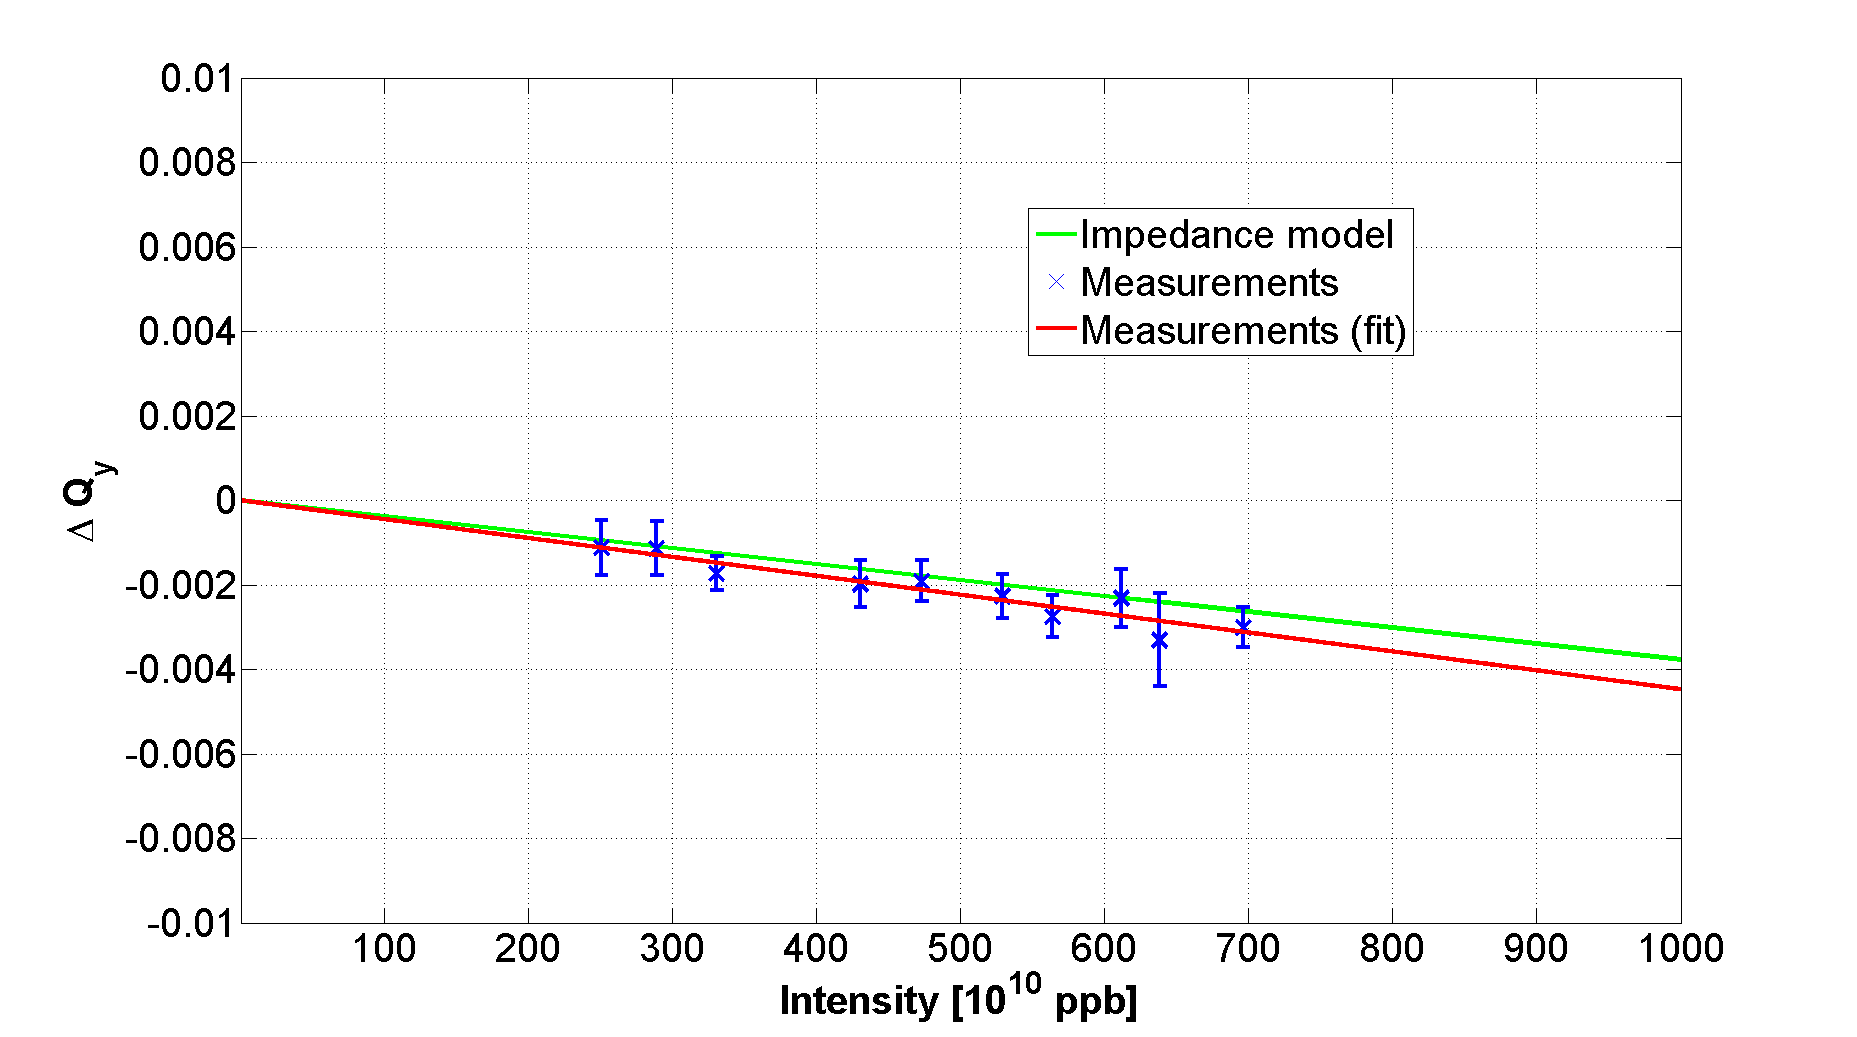 0.01
0.008
0.006
0.004
0.002
0
-0.002
-0.004
-0.006
-0.008
-0.01
Δ Qy
Impedance model
Measurements
Measurements (fit)
100 200 300 400 500 600 700 800 900 1000
Intensity [10^10 ppb]